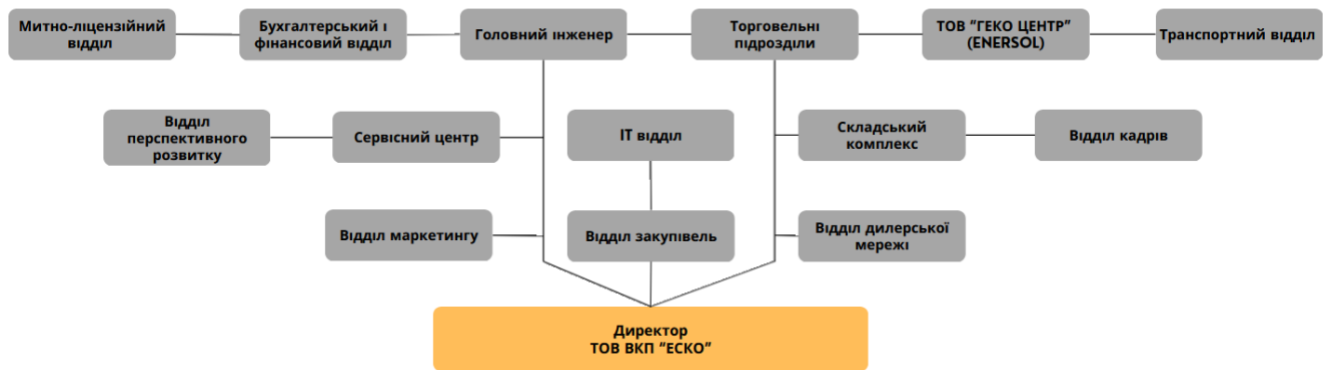 Митно-ліцензійний
відділ
Бухгалтерський і
фінансовий відділ
Головний інженер
Торговельні
підрозділи
ТОВ "ГЕКО ЦЕНТР"
(ENERSOL)
Транспортний відділ
Відділ
перспективного
розвитку
Сервісний центр
ІТ відділ
Складський
комплекс
Відділ кадрів
Відділ маркетингу
Відділ закупівель
Відділ дилерської
мережі
Директор
ТОВ ВКП "ЕСКО"